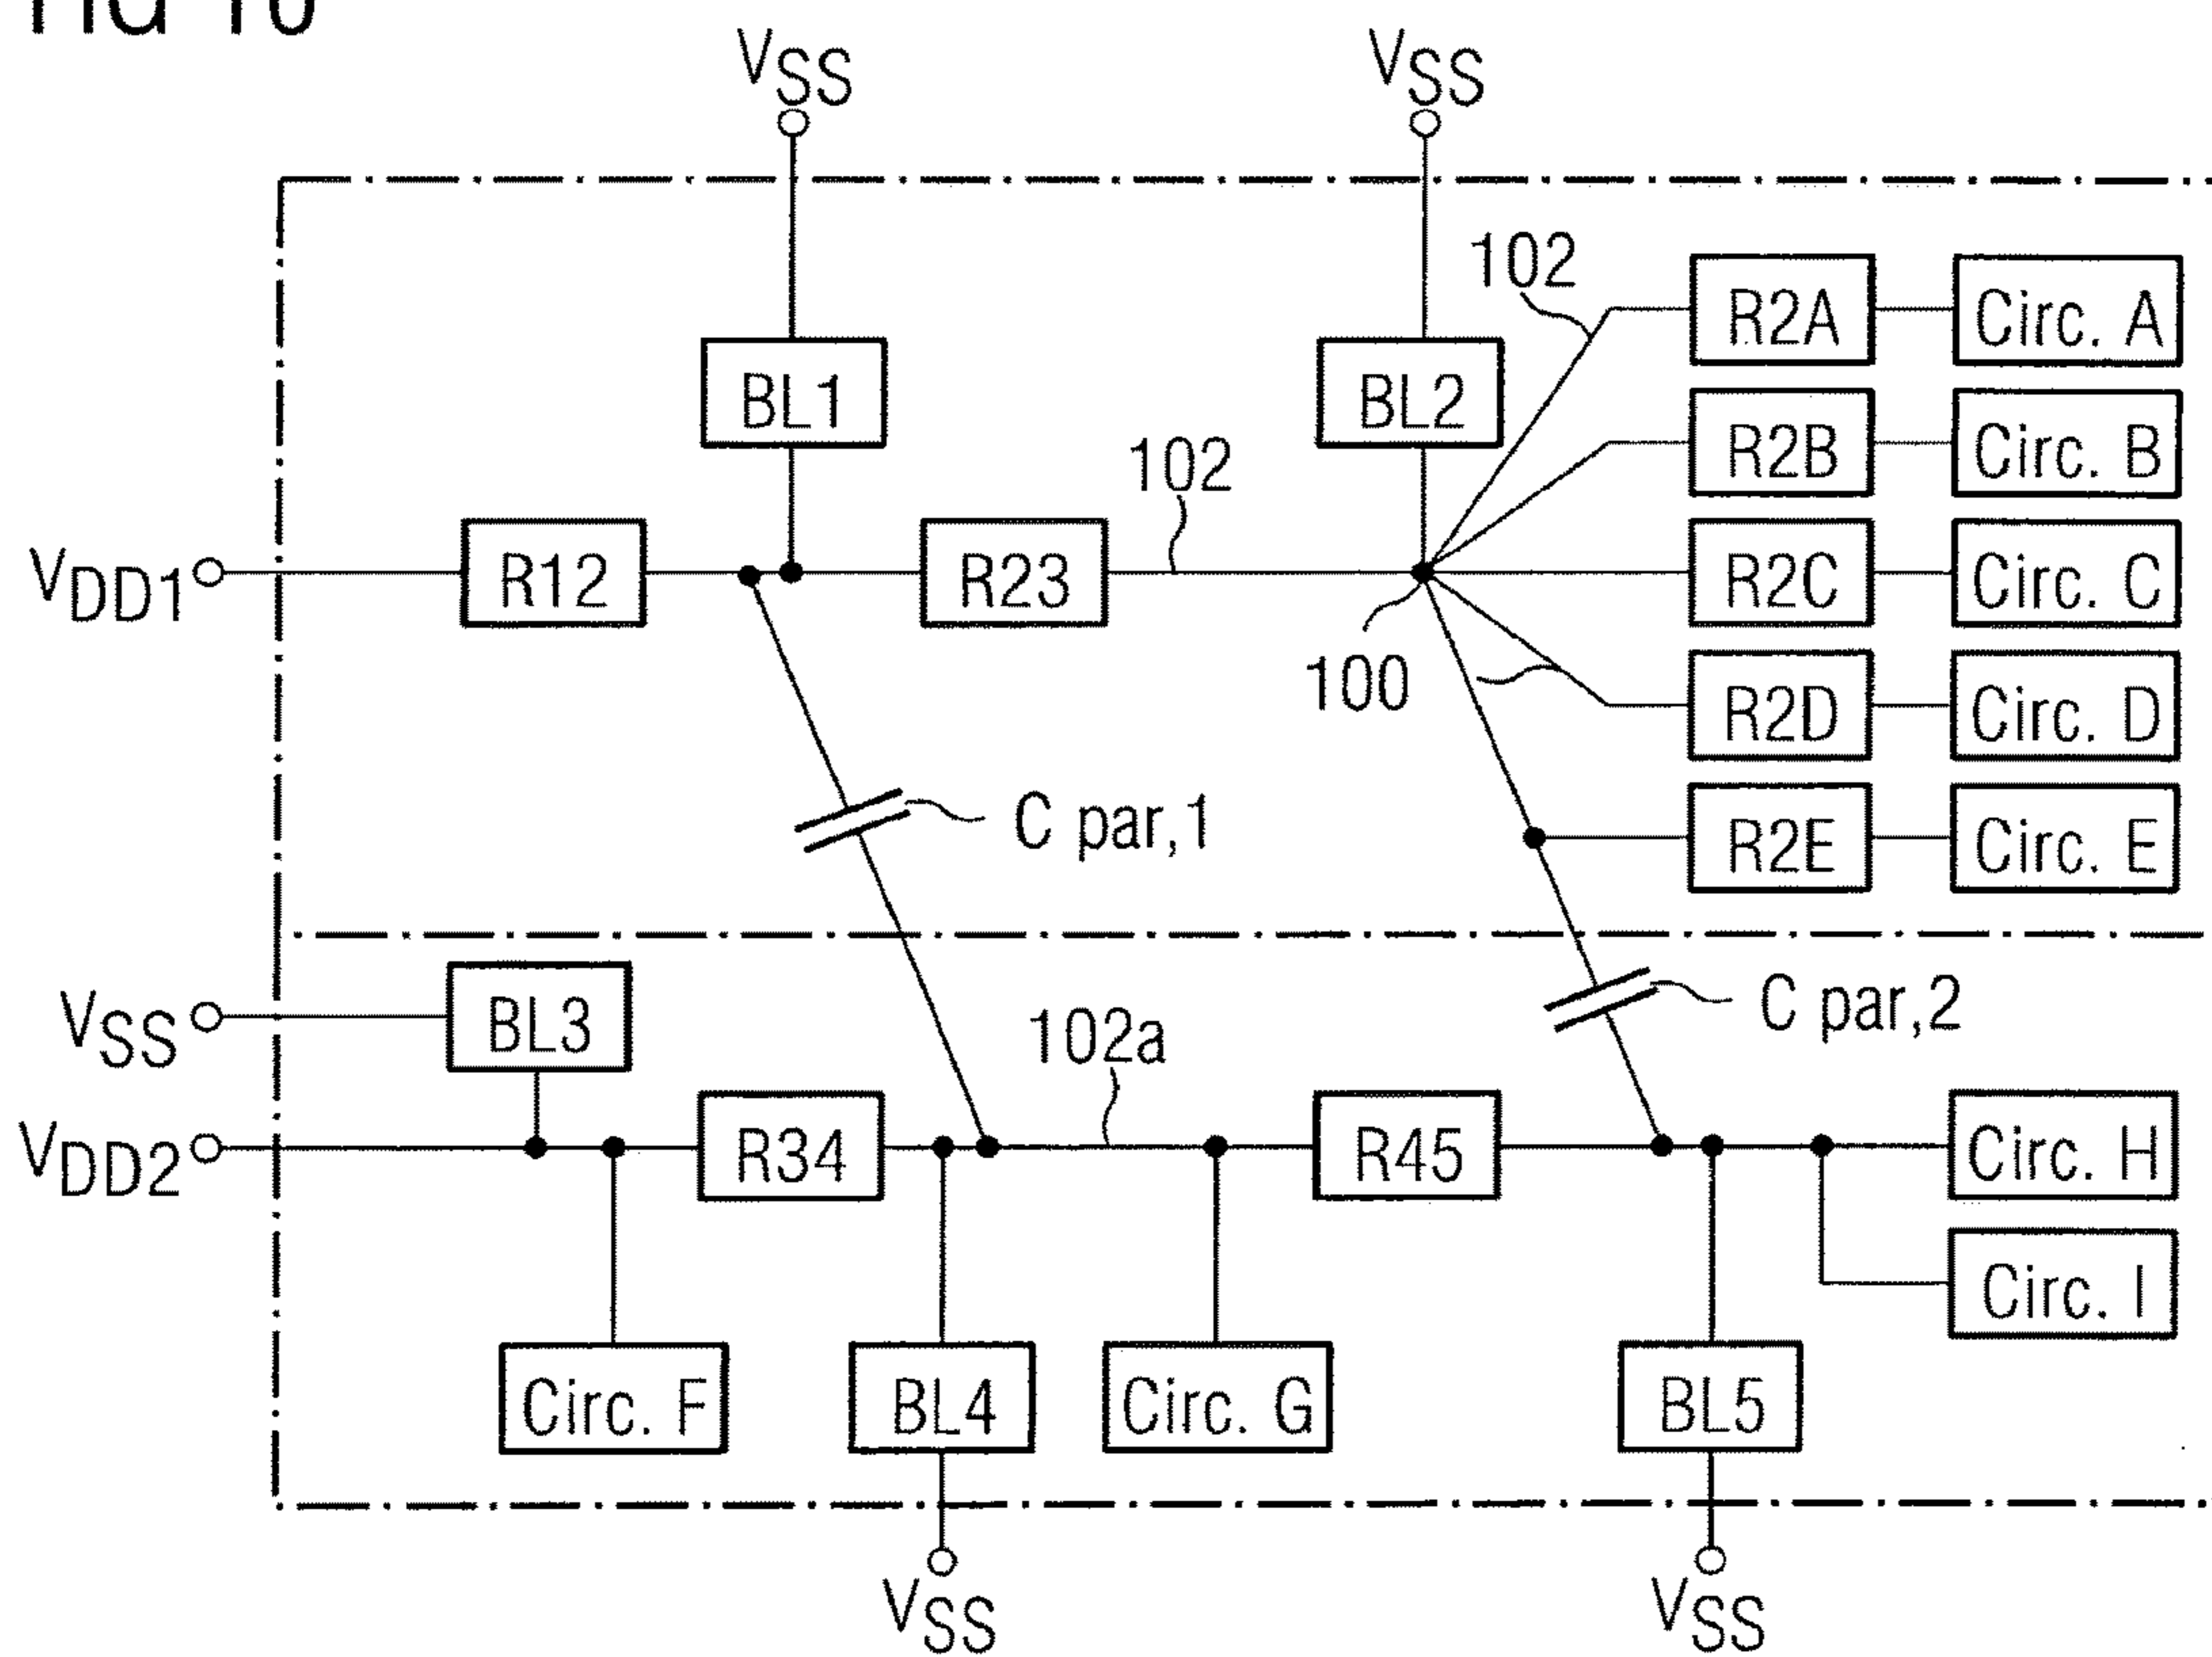 VSS
VSS
102
R2A
Circ. A
BL1
BL2
R2B
Circ. B
102
VDD1
R12
R23
R2C
Circ. C
100
R2D
Circ. D
C par,1
R2E
Circ. E
VSS
BL3
C par,2
102a
VDD2
R34
R45
Circ. H
Circ. I
Circ. F
BL4
Circ. G
BL5
VSS
VSS